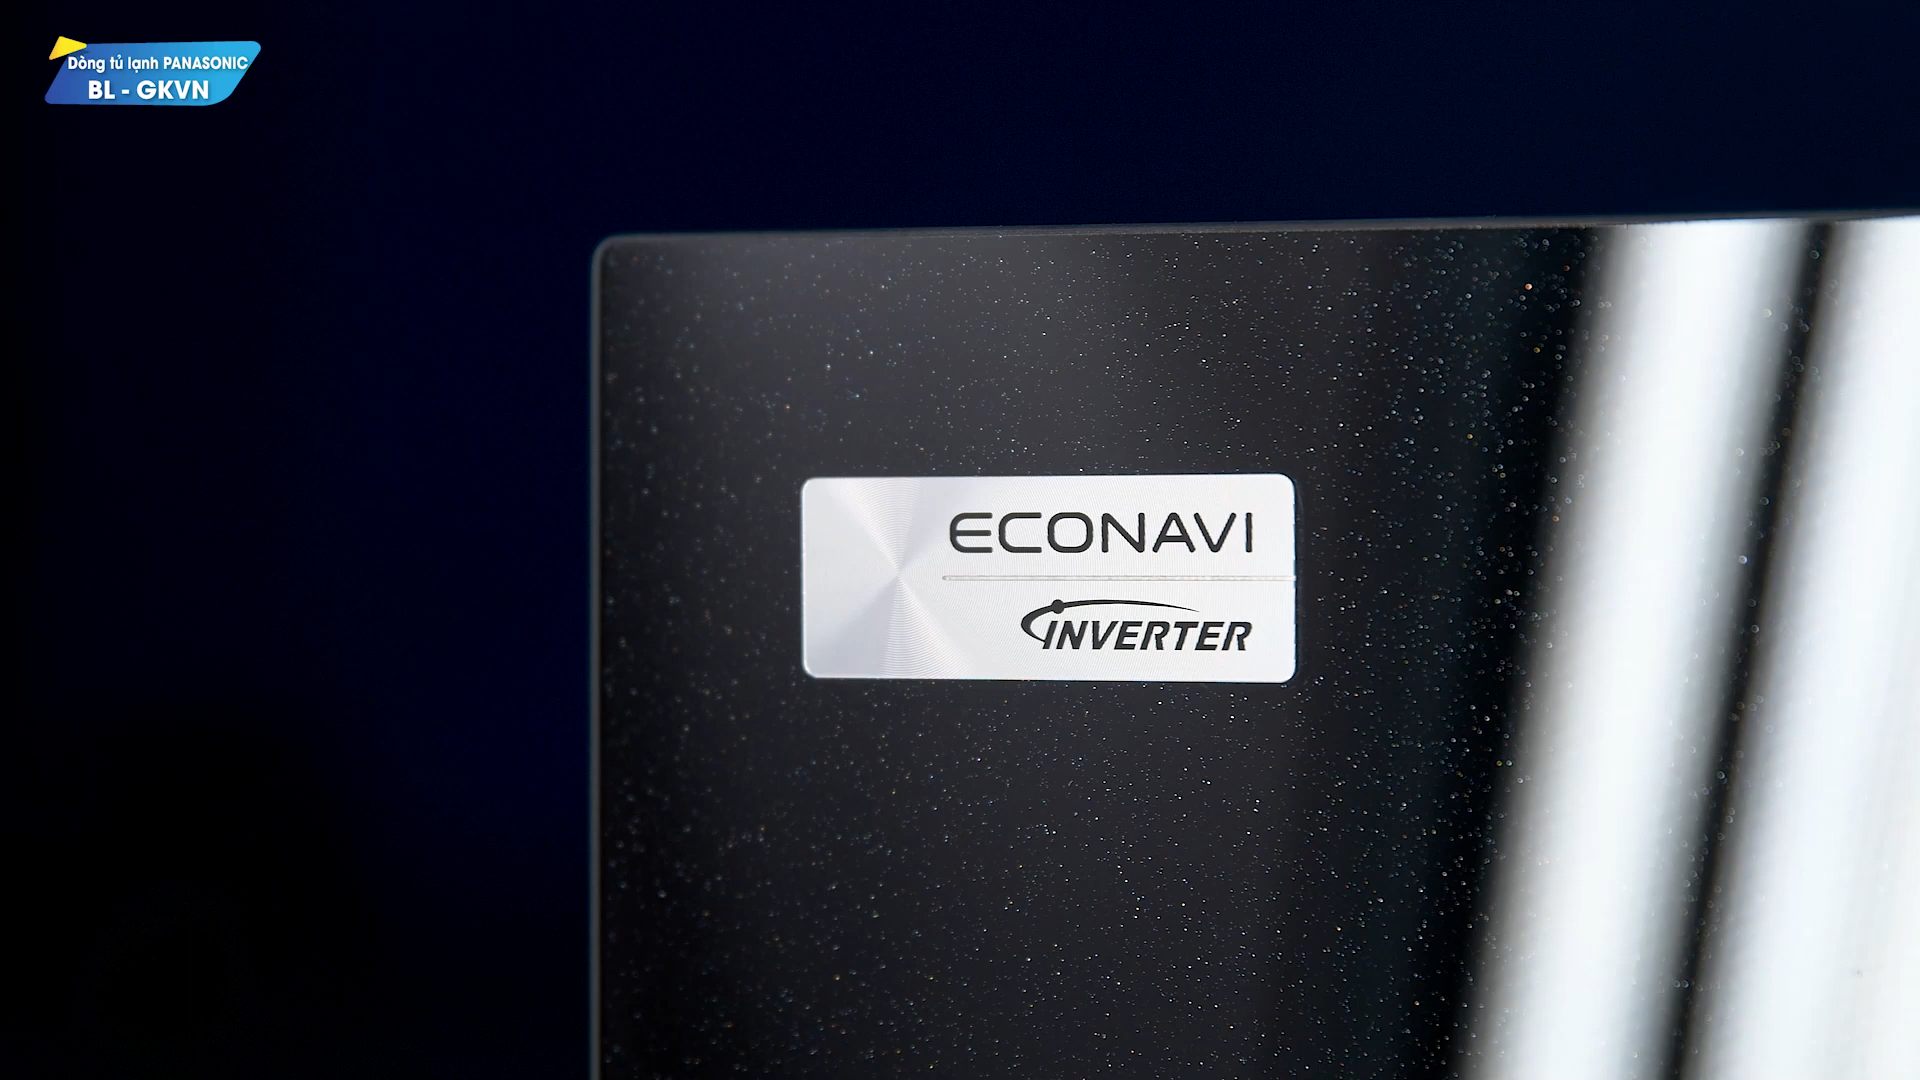 Dòng tủ lạnh PANASONIC
BL - GKVN
ECONAVI
INVERTER